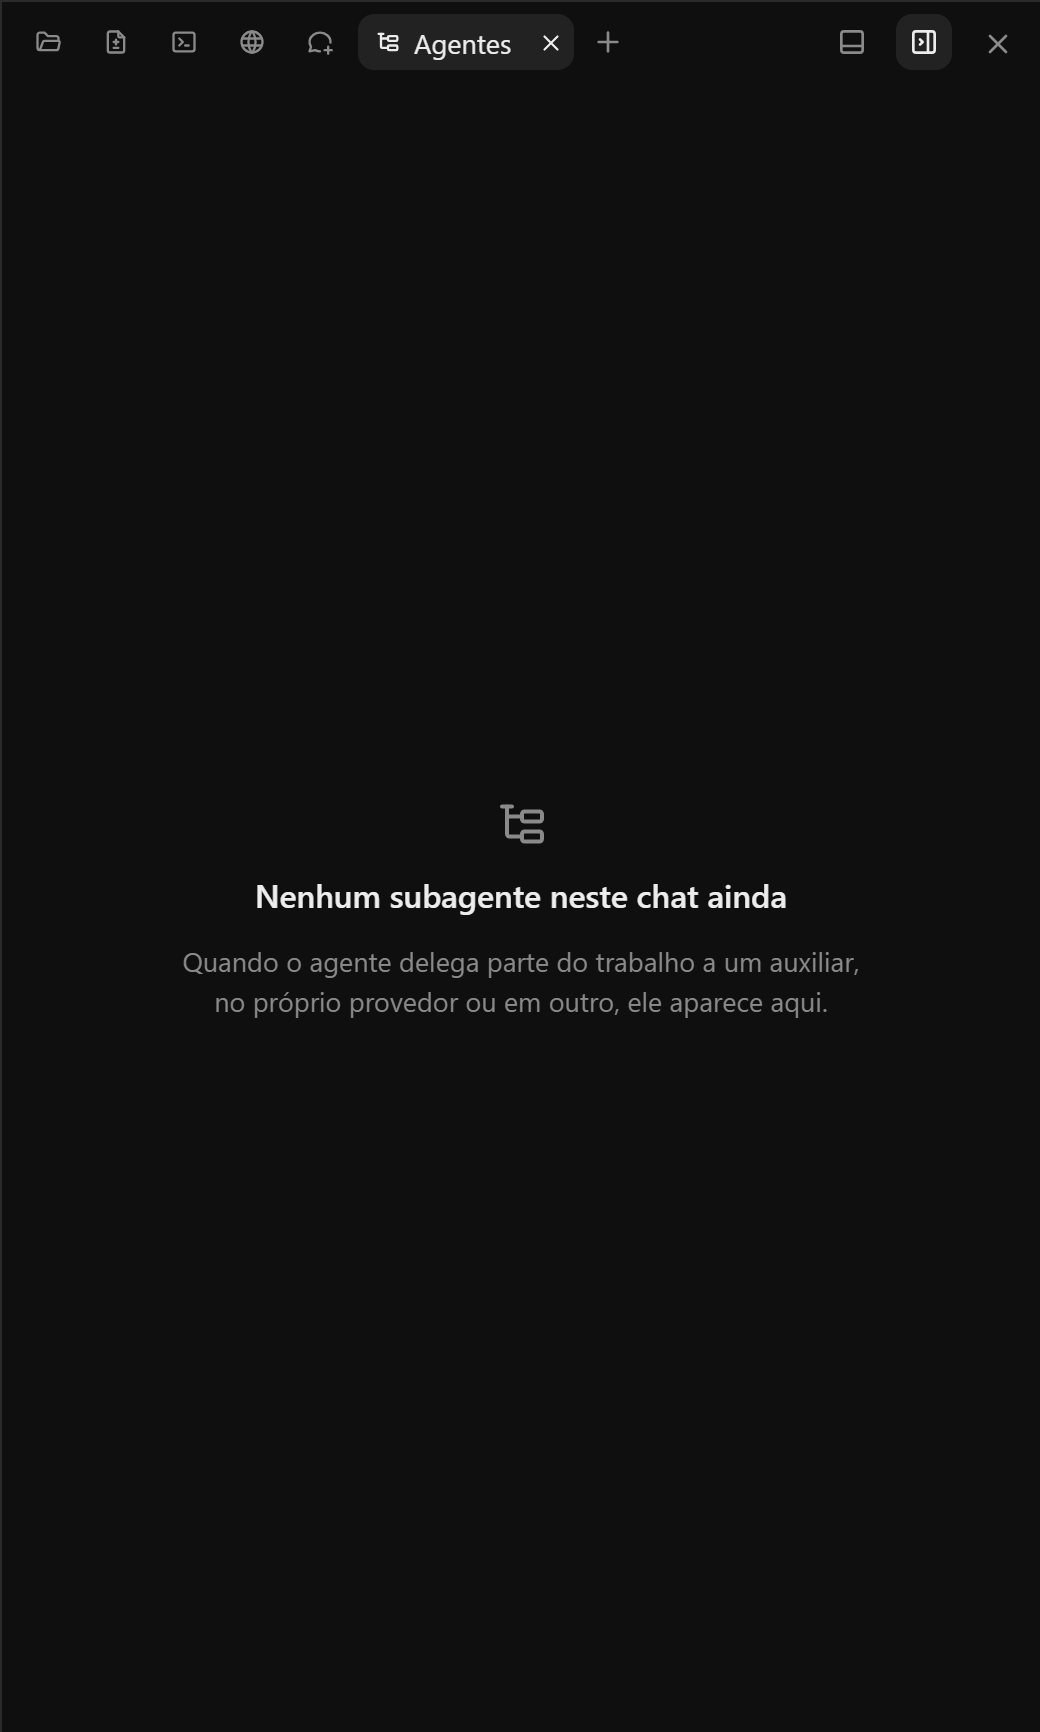 Agentes
Nenhum subagente neste chat ainda
Quando o agente delega parte do trabalho a um auxiliar,
no próprio provedor ou em outro, ele aparece aqui.